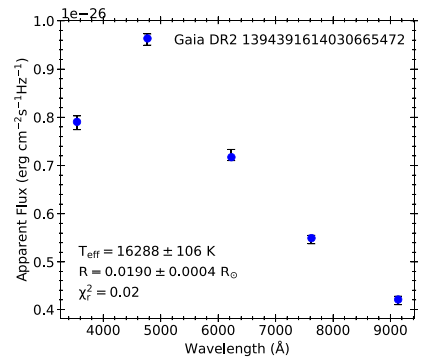 1e−26
Gaia DR2 1394391614030665472
1.0
0.9
0.8
0.7
0.6
0.5
0.4
Apparent Flux (erg cm⁻²s⁻¹Hz⁻¹)
T_eff = 16288 ± 106 K
R = 0.0190 ± 0.0004 R_⊙
χ²_r = 0.02
4000 5000 6000 7000 8000 9000
Wavelength (Å)